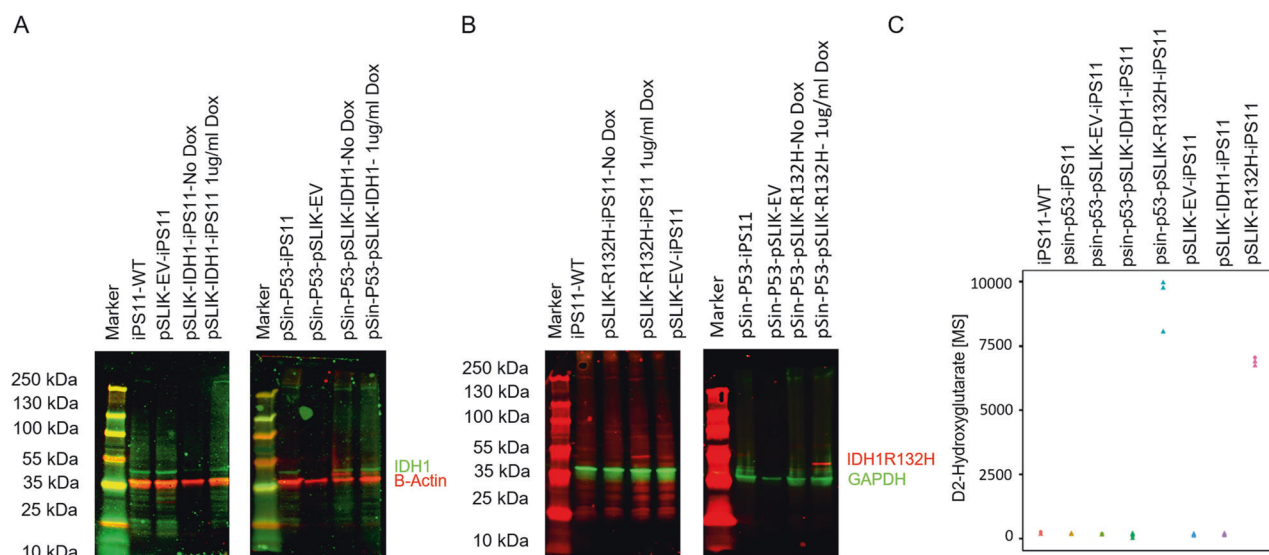 A
Marker
iPS11-WT
pSLIK-EV-iPS11
pSLIK-IDH1-iPS11-No Dox
pSLIK-IDH1-iPS11 1ug/ml Dox
Marker
pSin-P53-iPS11
pSin-P53-pSLIK-EV
pSin-P53-pSLIK-IDH1-No Dox
pSin-P53-pSLIK-IDH1- 1ug/ml Dox
250 kDa
130 kDa
100 kDa
55 kDa
35 kDa
25 kDa
10 kDa
IDH1
B-Actin
B
Marker
iPS11-WT
pSLIK-R132H-iPS11-No Dox
pSLIK-R132H-iPS11 1ug/ml Dox
pSLIK-EV-iPS11
Marker
pSin-P53-iPS11
pSin-P53-pSLIK-EV
pSin-P53-pSLIK-R132H-No Dox
pSin-P53-pSLIK-R132H- 1ug/ml Dox
250 kDa
130 kDa
100 kDa
55 kDa
35 kDa
25 kDa
10 kDa
IDH1R132H
GAPDH
C
iPS11-WT
psin-p53-iPS11
psin-p53-pSLIK-EV-iPS11
psin-p53-pSLIK-IDH1-iPS11
psin-p53-pSLIK-R132H-iPS11
pSLIK-EV-iPS11
pSLIK-IDH1-iPS11
pSLIK-R132H-iPS11
D2-Hydroxyglutarate [MS]
10000
7500
5000
2500
0